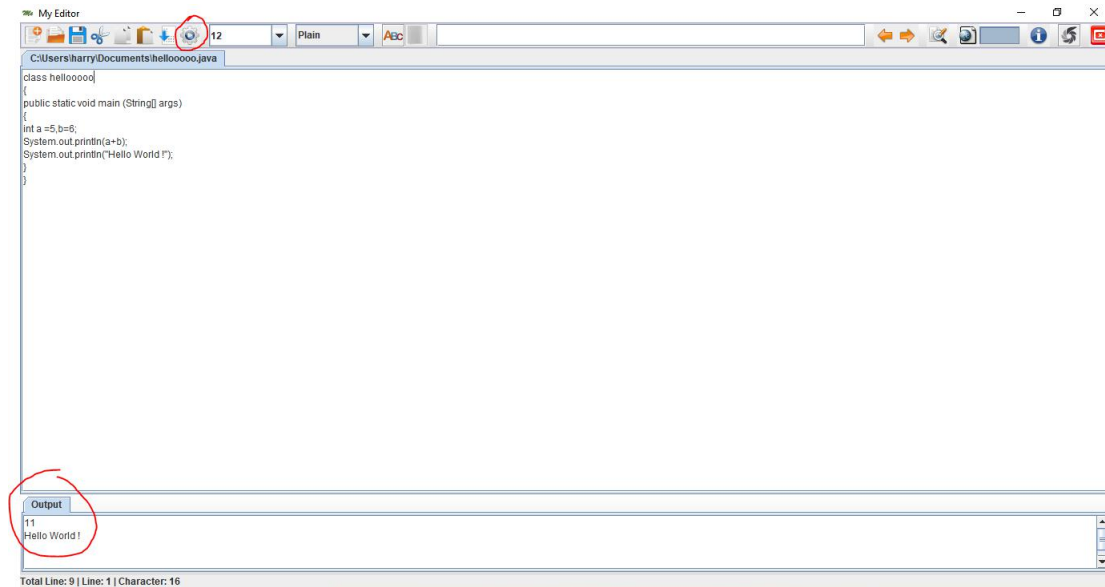 My Editor
12 Plain ABC
C:\Users\harry\Documents\hellooooo.java
class hellooooo
{
public static void main (String[] args)
{
int a =5,b=6;
System.out.println(a+b);
System.out.println("Hello World !");
}
}
Output
11
Hello World !
Total Line: 9 | Line: 1 | Character: 16